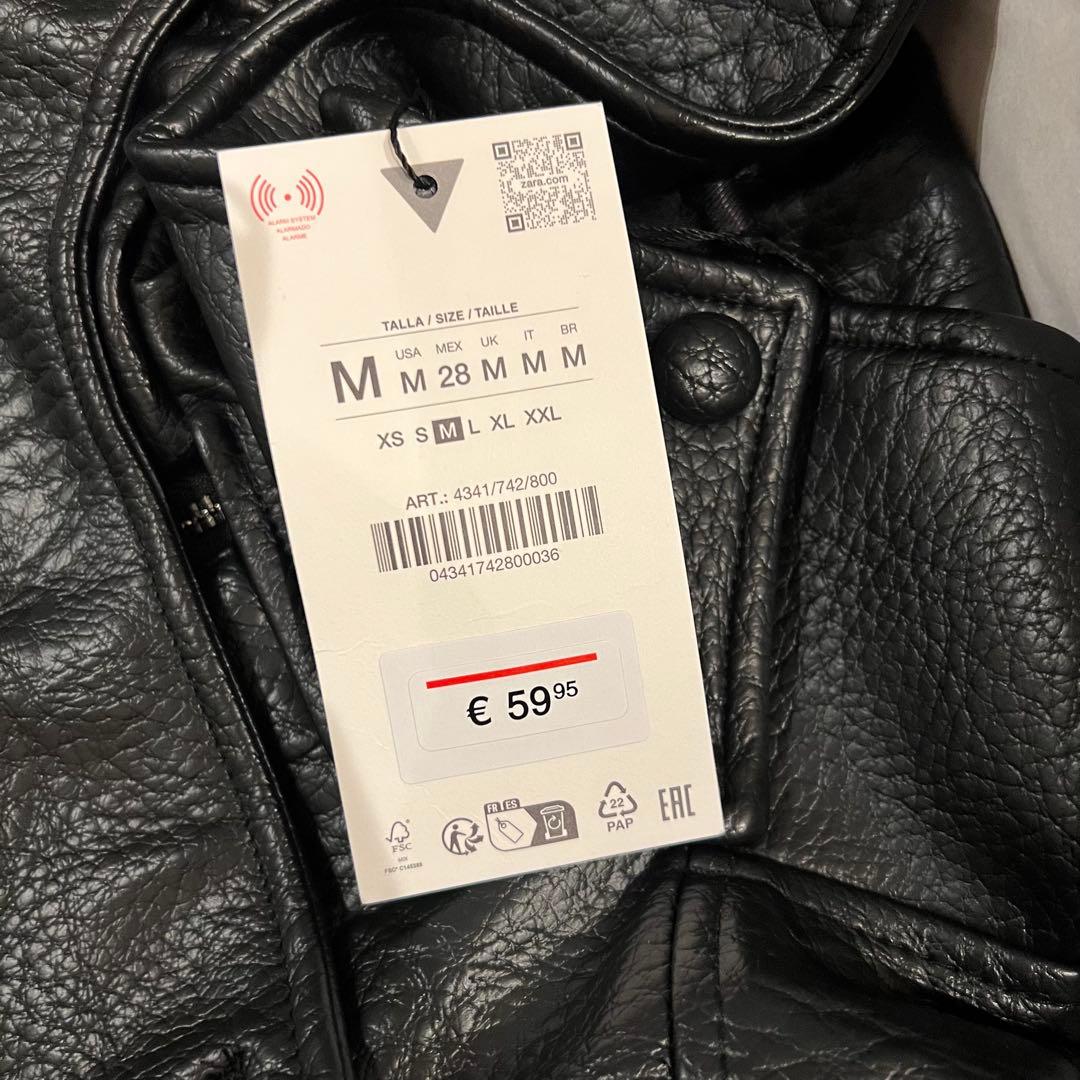 ALARM SYSTEM
ALARMADO
ALARME
zara.com
TALLA / SIZE / TAILLE
M
USA MEX UK IT BR
M 28 M M M
XS S M L XL XXL
ART.: 4341/742/800
04341742800036
€ 59 95
FSC
MIX
FR ES
22
PAP
EAC